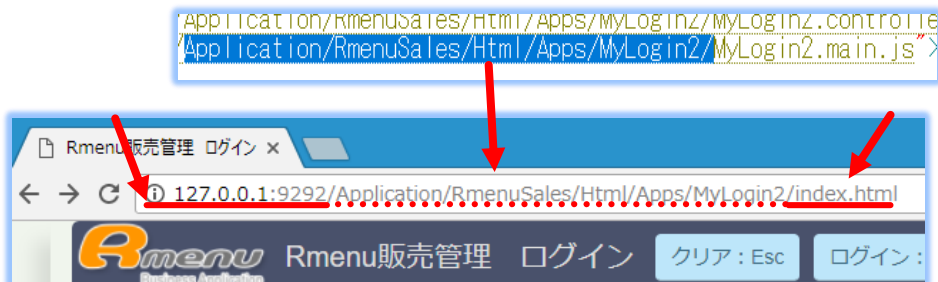 /Application/RmenuSales/Html/Apps/MyLogin2/MyLogin2.controlle
/Application/RmenuSales/Html/Apps/MyLogin2/MyLogin2.main.js">
Rmenu販売管理 ログイン ×
127.0.0.1:9292/Application/RmenuSales/Html/Apps/MyLogin2/index.html
Rmenu Rmenu販売管理 ログイン クリア:Esc ログイン:
Business Application